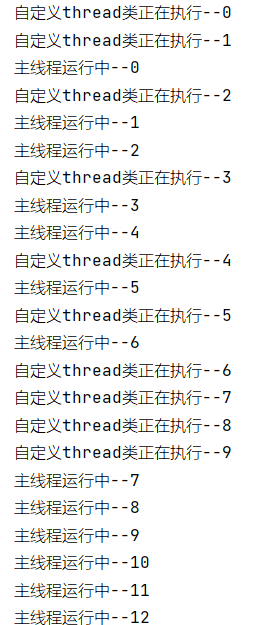 自定义thread类正在执行--0
自定义thread类正在执行--1
主线程运行中--0
自定义thread类正在执行--2
主线程运行中--1
主线程运行中--2
自定义thread类正在执行--3
主线程运行中--3
主线程运行中--4
自定义thread类正在执行--4
主线程运行中--5
自定义thread类正在执行--5
主线程运行中--6
自定义thread类正在执行--6
自定义thread类正在执行--7
自定义thread类正在执行--8
自定义thread类正在执行--9
主线程运行中--7
主线程运行中--8
主线程运行中--9
主线程运行中--10
主线程运行中--11
主线程运行中--12